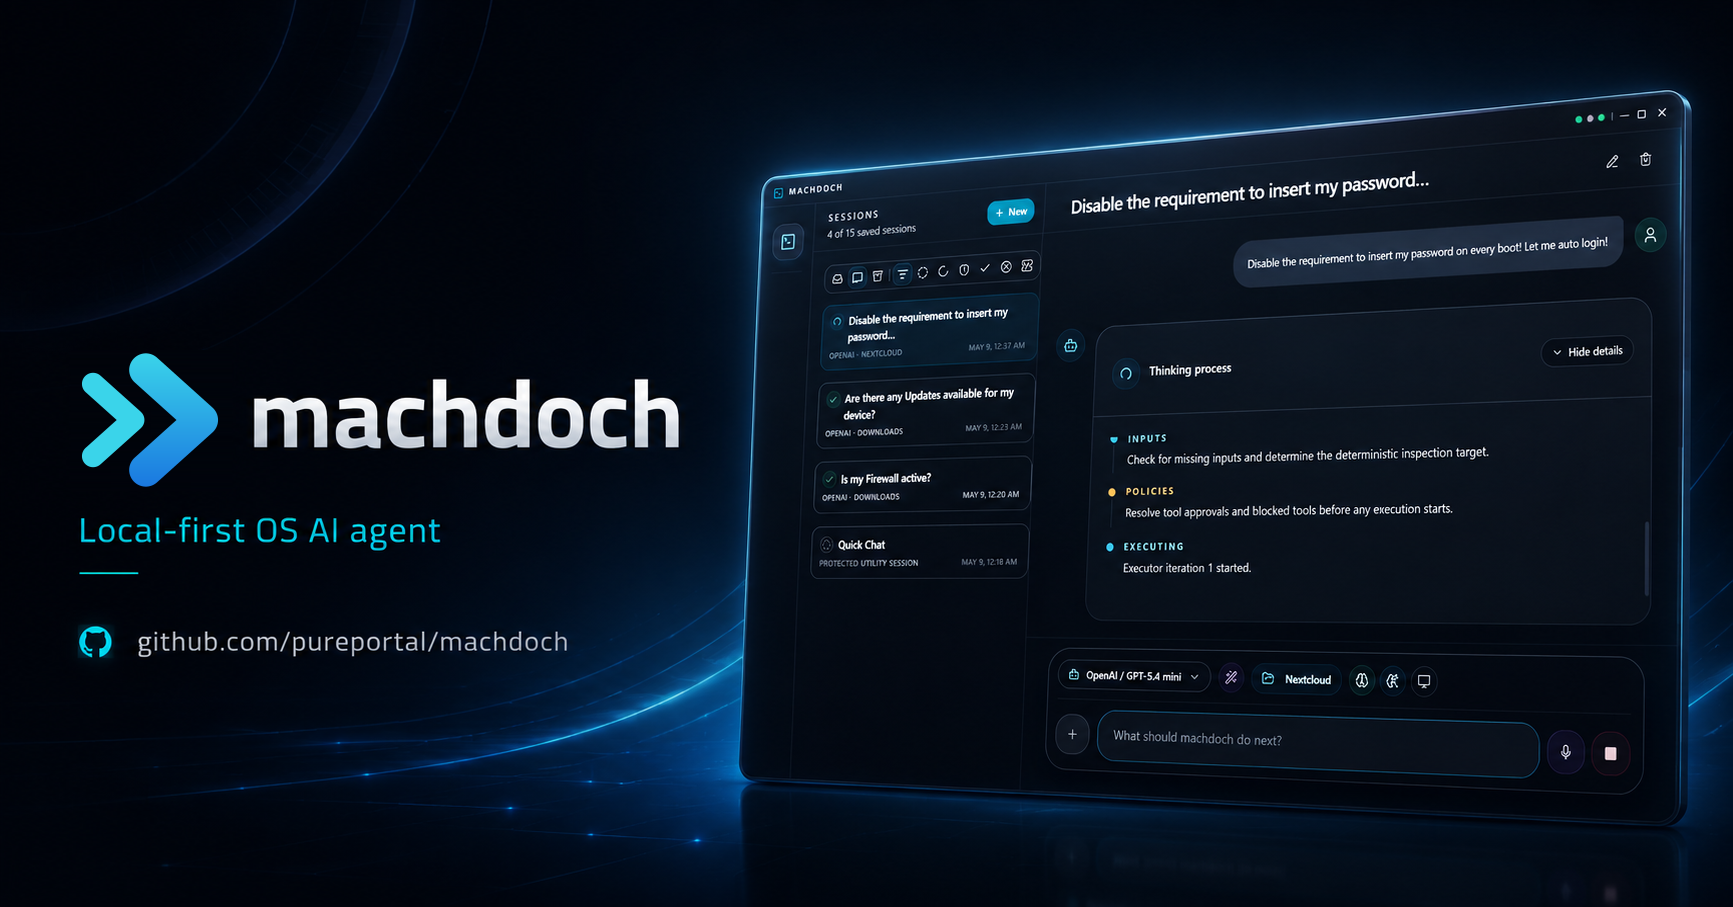 machdoch
Local-first OS AI agent
github.com/pureportal/machdoch
MACHDOCH
SESSIONS
4 of 15 saved sessions
+ New
Disable the requirement to insert my
password...
OPENAI · NEXTCLOUD
MAY 9, 12:37 AM
Are there any Updates available for my
device?
OPENAI · DOWNLOADS
MAY 9, 12:23 AM
Is my Firewall active?
OPENAI · DOWNLOADS
MAY 9, 12:20 AM
Quick Chat
PROTECTED UTILITY SESSION
MAY 9, 12:18 AM
Disable the requirement to insert my password...
Disable the requirement to insert my password on every boot! Let me auto login!
Thinking process
Hide details
INPUTS
Check for missing inputs and determine the deterministic inspection target.
POLICIES
Resolve tool approvals and blocked tools before any execution starts.
EXECUTING
Executor iteration 1 started.
OpenAI / GPT-5.4 mini
Nextcloud
What should machdoch do next?